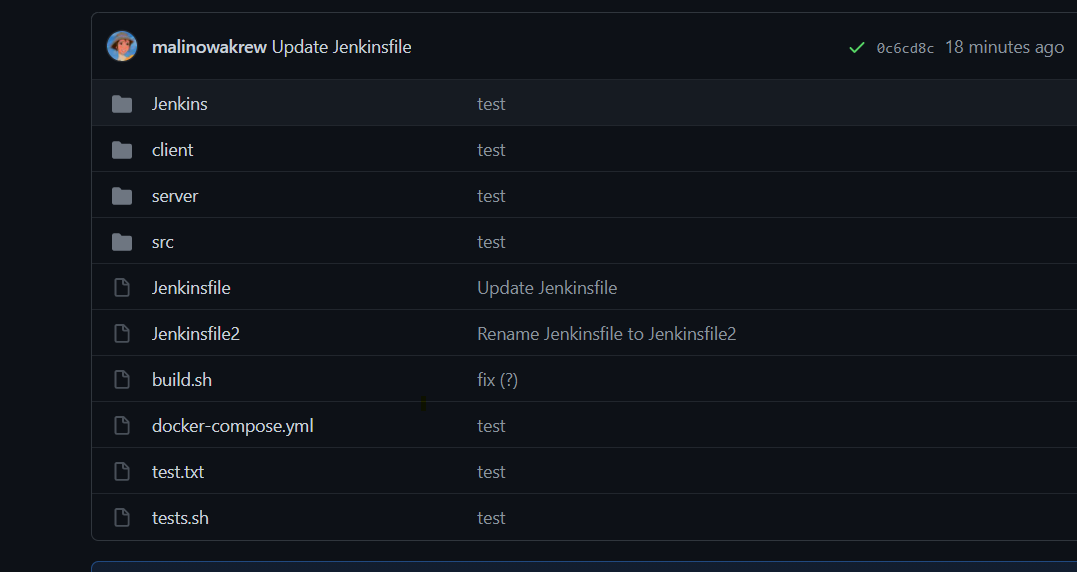 malinowakrew Update Jenkinsfile 0c6cd8c 18 minutes ago
Jenkins test
client test
server test
src test
Jenkinsfile Update Jenkinsfile
Jenkinsfile2 Rename Jenkinsfile to Jenkinsfile2
build.sh fix (?)
docker-compose.yml test
test.txt test
tests.sh test